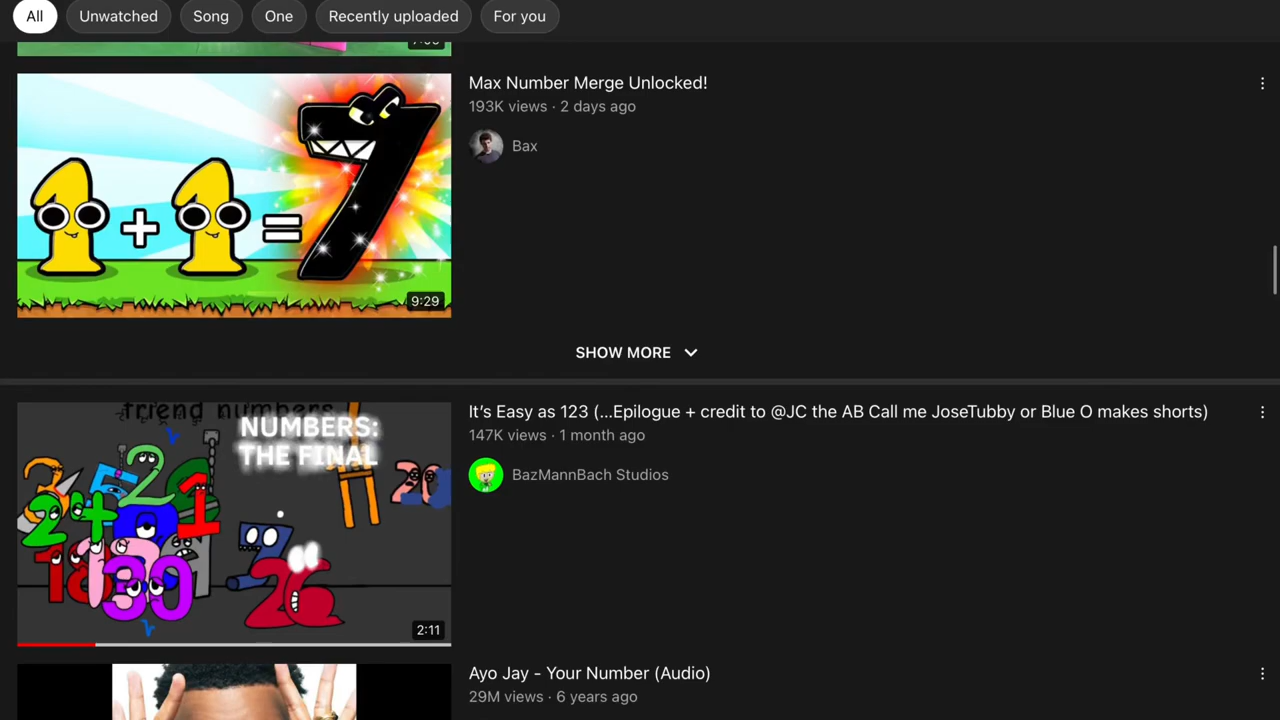 All
Unwatched
Song
One
Recently uploaded
For you
Max Number Merge Unlocked!
193K views · 2 days ago
Bax
1 + 1 = 7
9:29
SHOW MORE
friend numbers
NUMBERS:
THE FINAL
2:11
It’s Easy as 123 (...Epilogue + credit to @JC the AB Call me JoseTubby or Blue O makes shorts)
147K views · 1 month ago
BazMannBach Studios
Ayo Jay - Your Number (Audio)
29M views · 6 years ago